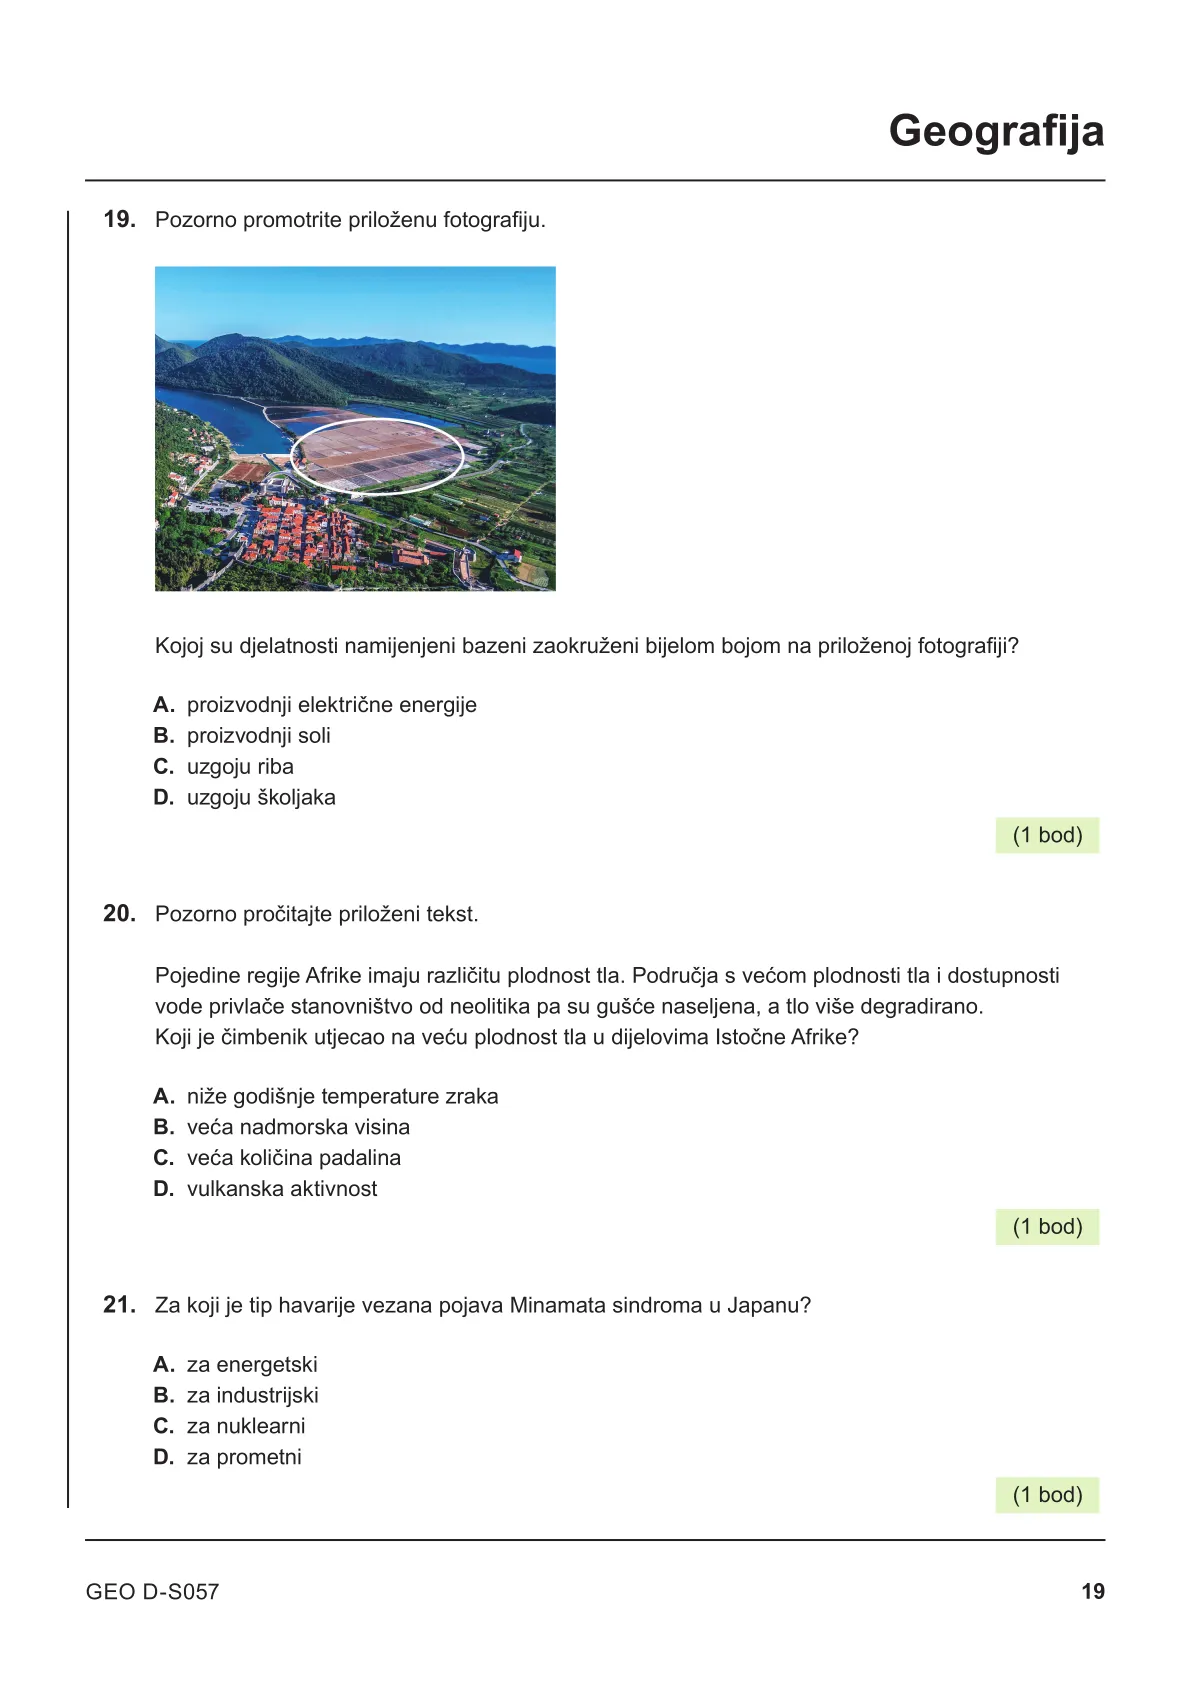 Geografija
19. Pozorno promotrite priloženu fotografiju.
Kojoj su djelatnosti namijenjeni bazeni zaokruženi bijelom bojom na priloženoj fotografiji?
A. proizvodnji električne energije
B. proizvodnji soli
C. uzgoju riba
D. uzgoju školjaka
(1 bod)
20. Pozorno pročitajte priloženi tekst.
Pojedine regije Afrike imaju različitu plodnost tla. Područja s većom plodnosti tla i dostupnosti
vode privlače stanovništvo od neolitika pa su gušće naseljena, a tlo više degradirano.
Koji je čimbenik utjecao na veću plodnost tla u dijelovima Istočne Afrike?
A. niže godišnje temperature zraka
B. veća nadmorska visina
C. veća količina padalina
D. vulkanska aktivnost
(1 bod)
21. Za koji je tip havarije vezana pojava Minamata sindroma u Japanu?
A. za energetski
B. za industrijski
C. za nuklearni
D. za prometni
(1 bod)
GEO D-S057
19